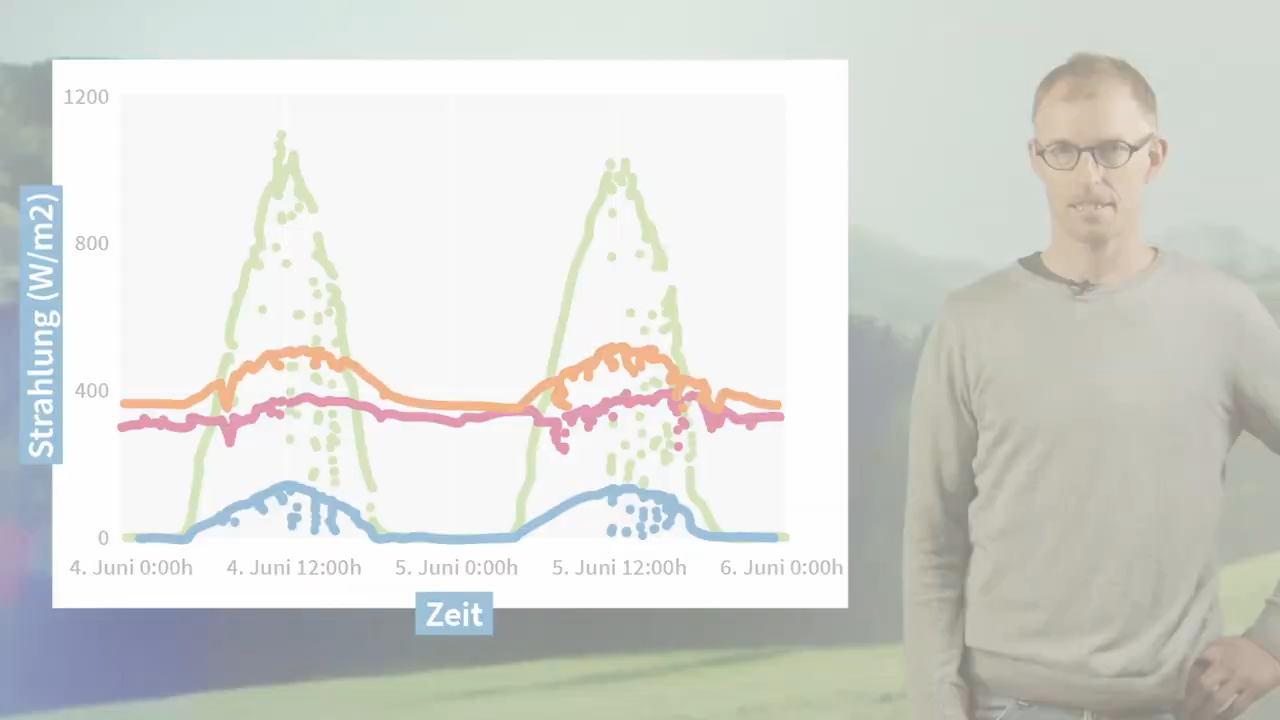 1200
800
400
0
Strahlung (W/m2)
4. Juni 0:00h
4. Juni 12:00h
5. Juni 0:00h
5. Juni 12:00h
6. Juni 0:00h
Zeit